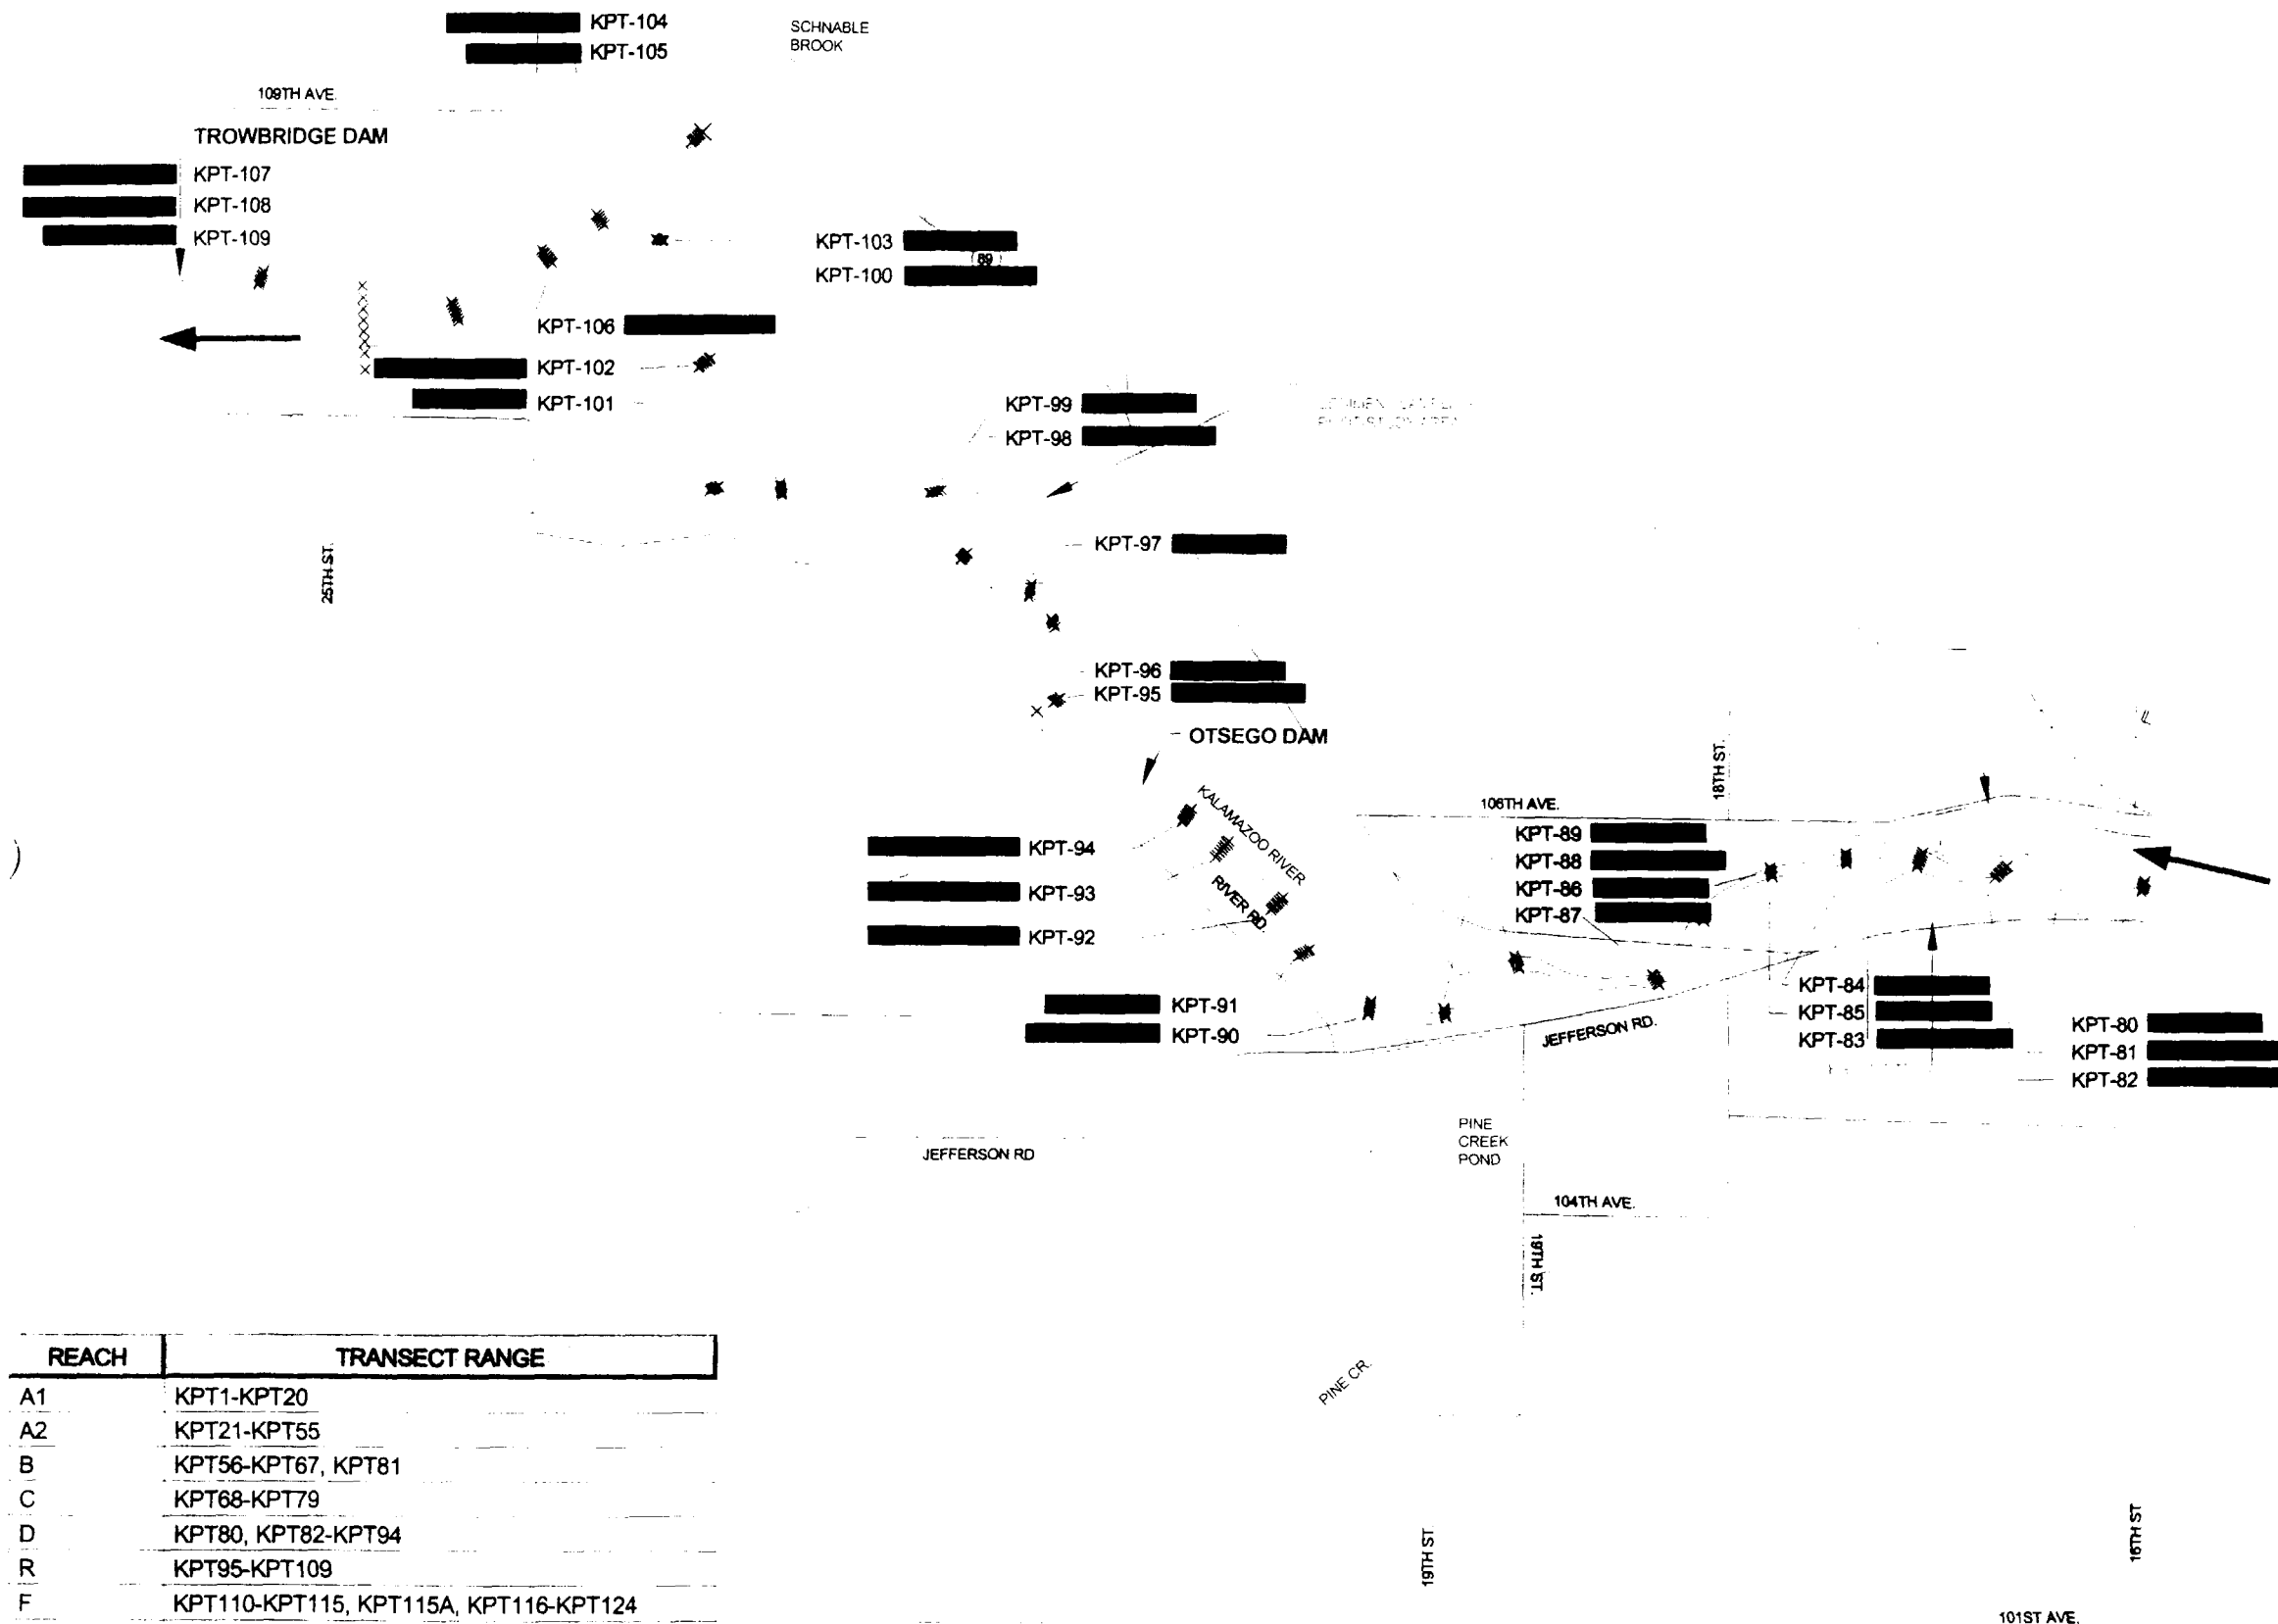 KPT-104
KPT-105
SCHNABLE
BROOK
109TH AVE.
TROWBRIDGE DAM
KPT-107
KPT-108
KPT-109
KPT-103
89
KPT-100
KPT-106
KPT-102
KPT-101
KPT-99
KPT-98
KPT-97
25TH ST.
KPT-96
KPT-95
OTSEGO DAM
18TH ST.
KALAMAZOO RIVER
RIVER RD.
106TH AVE.
KPT-89
KPT-88
KPT-86
KPT-87
KPT-94
KPT-93
KPT-92
KPT-91
KPT-90
JEFFERSON RD.
KPT-84
KPT-85
KPT-83
KPT-80
KPT-81
KPT-82
JEFFERSON RD
PINE
CREEK
POND
104TH AVE.
19TH ST.
PINE CR.
19TH ST.
16TH ST
101ST AVE.
REACH TRANSECT RANGE
A1 KPT1-KPT20
A2 KPT21-KPT55
B KPT56-KPT67, KPT81
C KPT68-KPT79
D KPT80, KPT82-KPT94
R KPT95-KPT109
F KPT110-KPT115, KPT115A, KPT116-KPT124